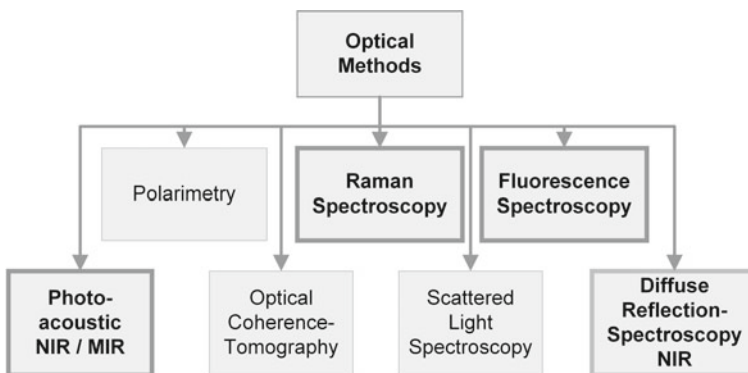 Optical
Methods
Polarimetry
Raman
Spectroscopy
Fluorescence
Spectroscopy
Photo-
acoustic
NIR / MIR
Optical
Coherence-
Tomography
Scattered
Light
Spectroscopy
Diffuse
Reflection-
Spectroscopy
NIR